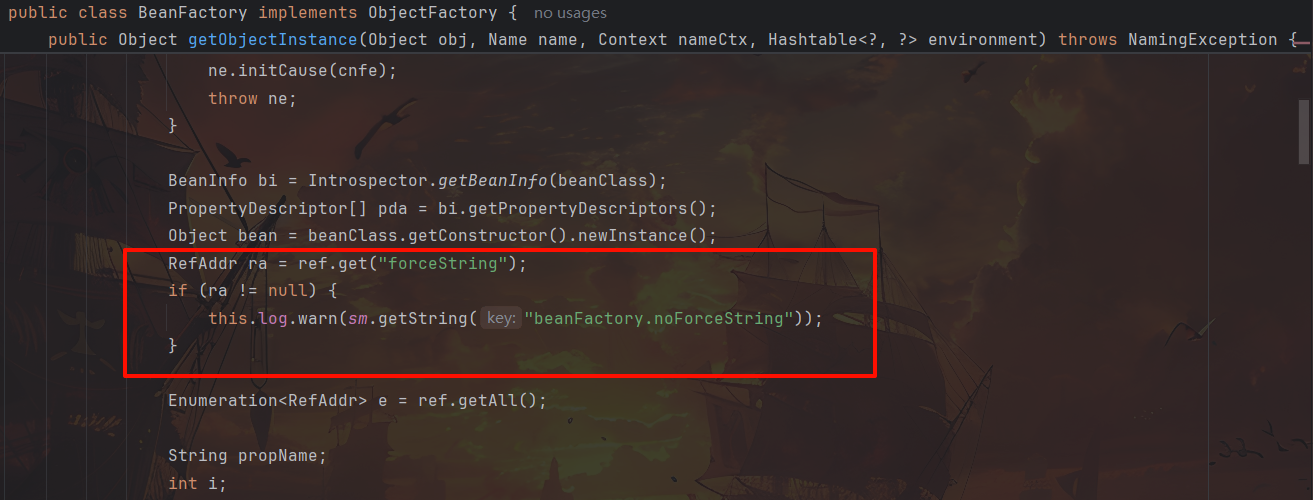 public class BeanFactory implements ObjectFactory { no usages
public Object getObjectInstance(Object obj, Name name, Context nameCtx, Hashtable<?, ?> environment) throws NamingException {
ne.initCause(cnfe);
throw ne;
}
BeanInfo bi = Introspector.getBeanInfo(beanClass);
PropertyDescriptor[] pda = bi.getPropertyDescriptors();
Object bean = beanClass.getConstructor().newInstance();
RefAddr ra = ref.get("forceString");
if (ra != null) {
this.log.warn(sm.getString( key: "beanFactory.noForceString"));
}
Enumeration<RefAddr> e = ref.getAll();
String propName;
int i;